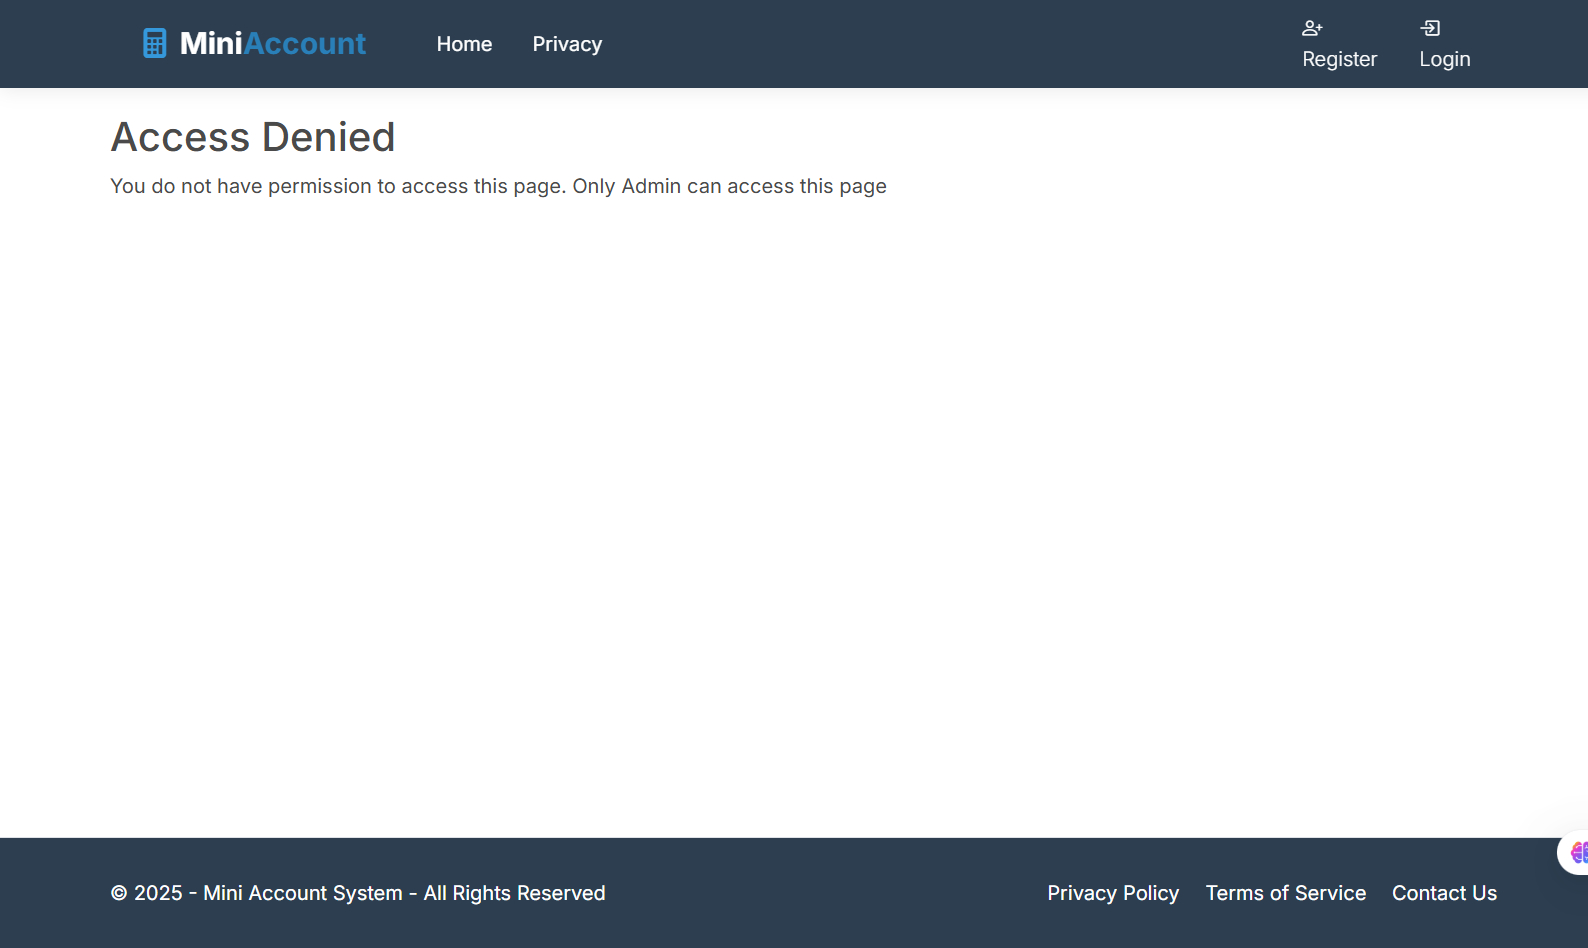 MiniAccount
Home
Privacy
Register
Login
Access Denied
You do not have permission to access this page. Only Admin can access this page
© 2025 - Mini Account System - All Rights Reserved
Privacy Policy
Terms of Service
Contact Us